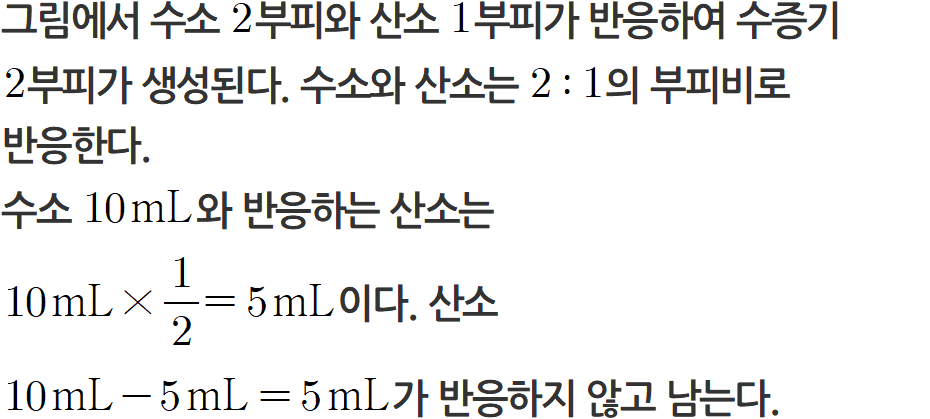 그림에서 수소 2부피와 산소 1부피가 반응하여 수증기
2부피가 생성된다. 수소와 산소는 2 : 1의 부피비로
반응한다.
수소 10 mL와 반응하는 산소는
10 mL × 1/2 = 5 mL이다. 산소
10 mL − 5 mL = 5 mL가 반응하지 않고 남는다.